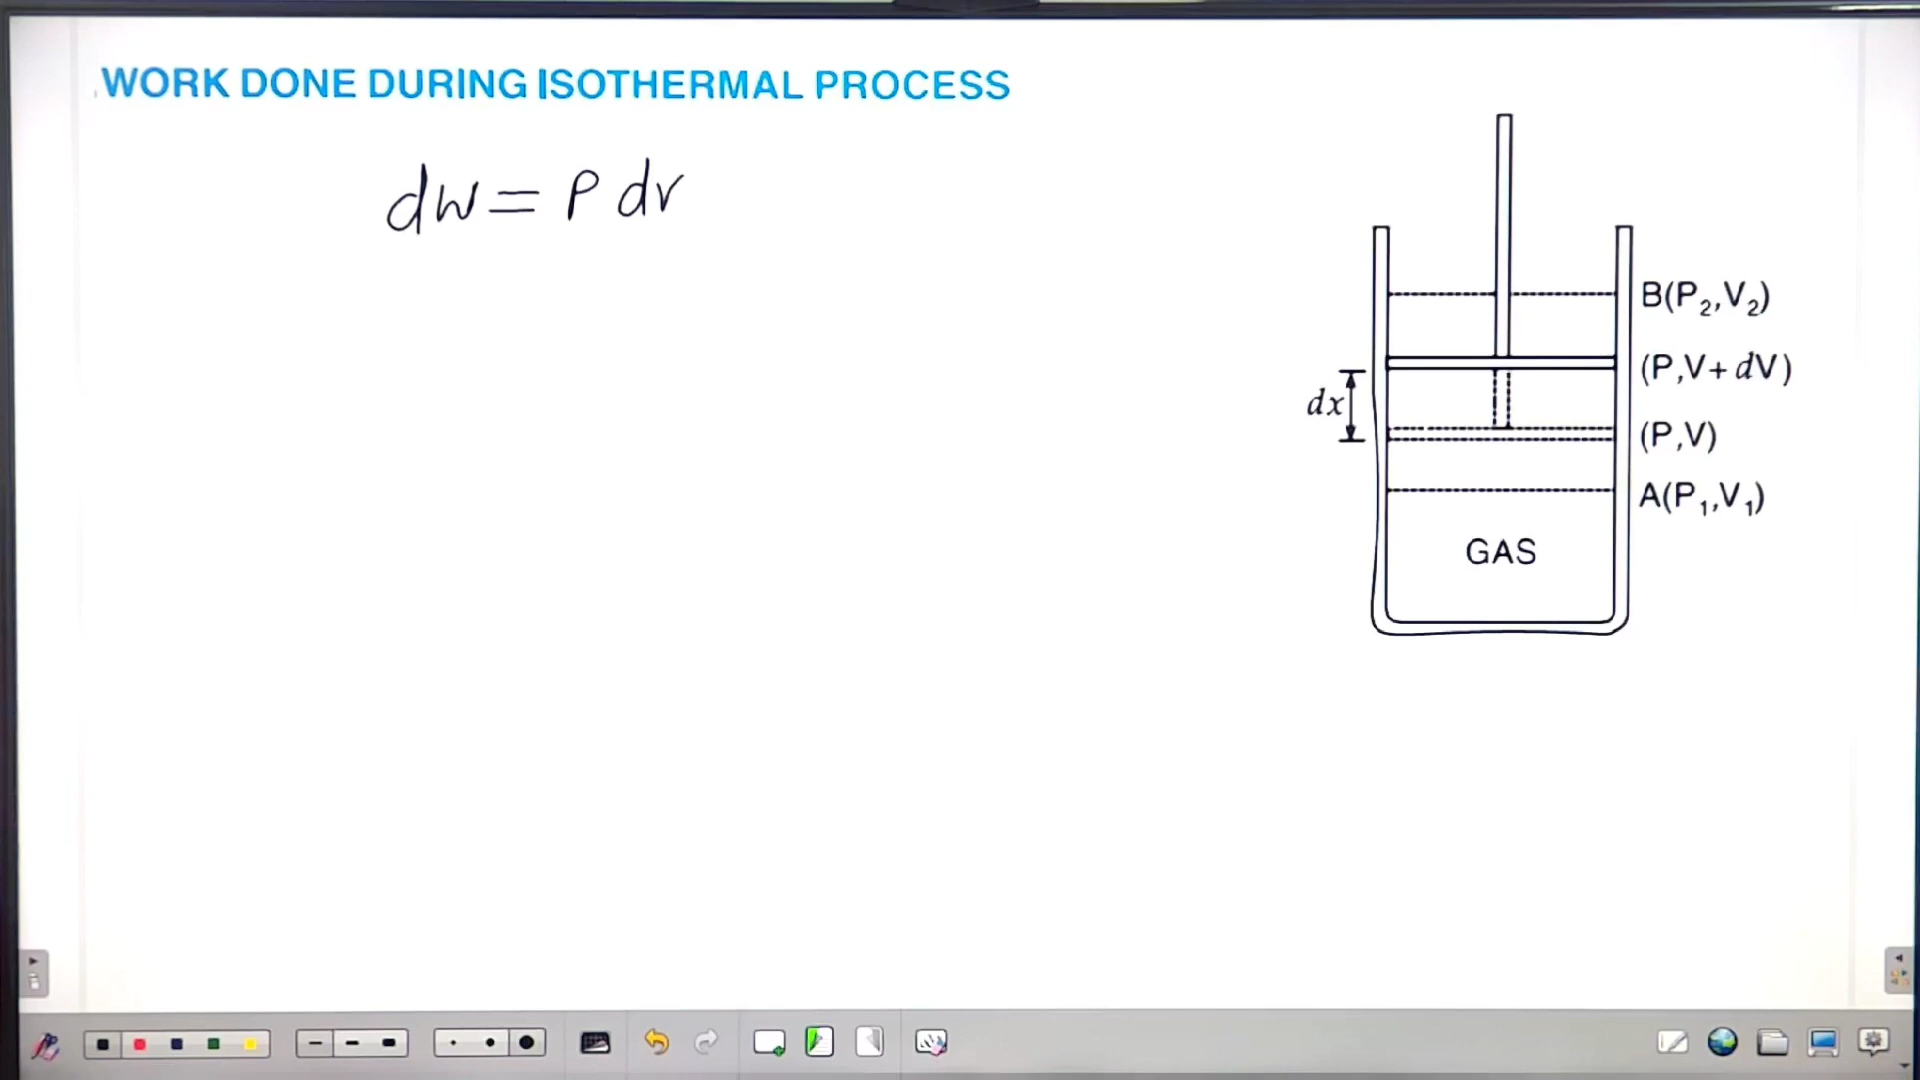 WORK DONE DURING ISOTHERMAL PROCESS
dw = P dv
B(P₂,V₂)
(P,V+ dV)
dx
(P,V)
A(P₁,V₁)
GAS